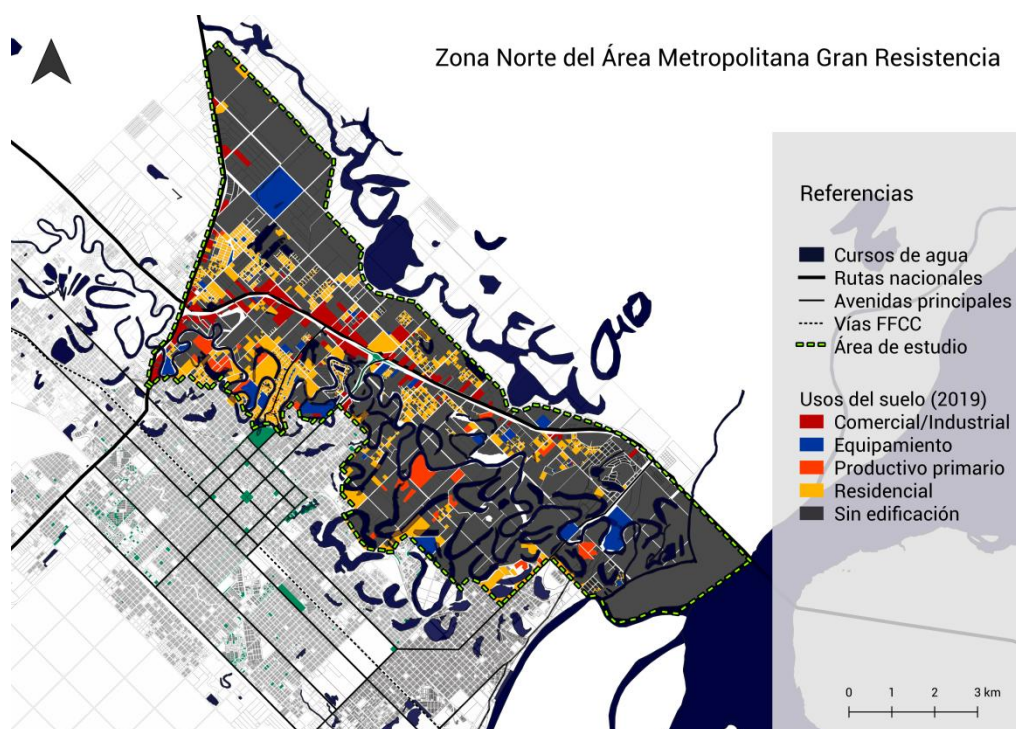 Zona Norte del Área Metropolitana Gran Resistencia
Referencias
Cursos de agua
Rutas nacionales
Avenidas principales
Vías FFCC
Área de estudio
Usos del suelo (2019)
Comercial/Industrial
Equipamiento
Productivo primario
Residencial
Sin edificación
0 1 2 3 km